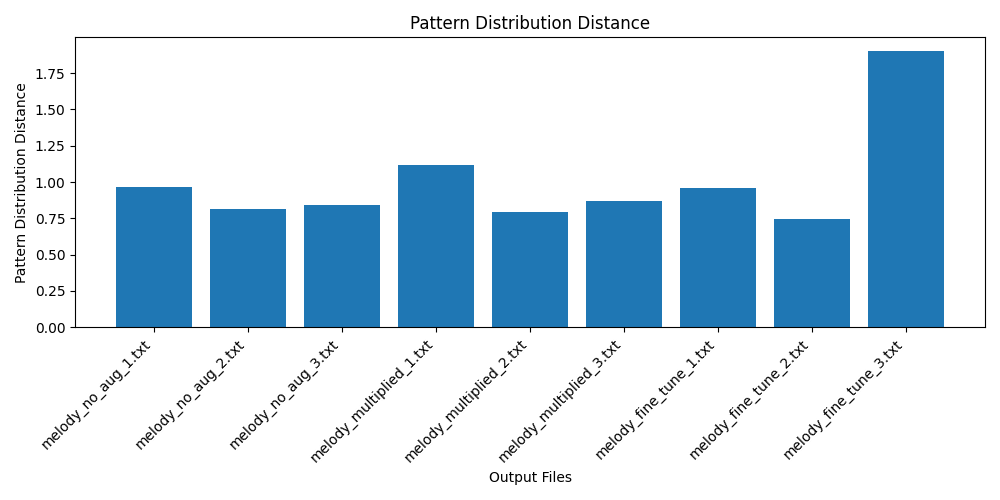 Pattern Distribution Distance
Pattern Distribution Distance
1.75
1.50
1.25
1.00
0.75
0.50
0.25
0.00
melody_no_aug_1.txt
melody_no_aug_2.txt
melody_no_aug_3.txt
melody_multiplied_1.txt
melody_multiplied_2.txt
melody_multiplied_3.txt
melody_fine_tune_1.txt
melody_fine_tune_2.txt
melody_fine_tune_3.txt
Output Files